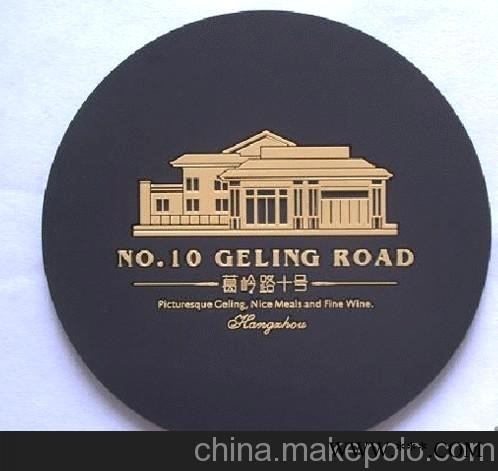 NO.10 GELING ROAD
葛岭路十号
Picturesque Geling, Nice Meals and Fine Wine.
Hangzhou
china.makepolo.com